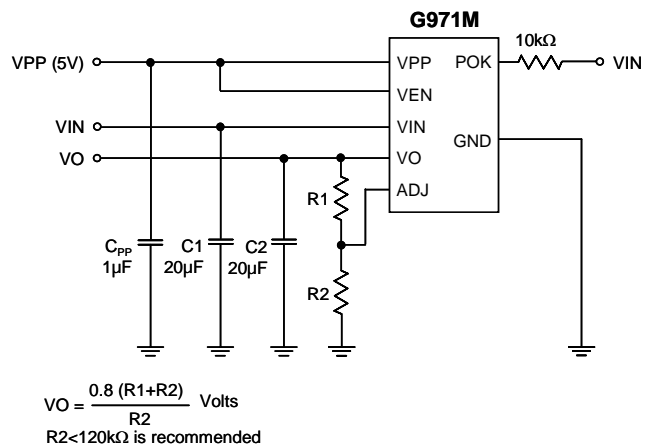 G971M
10kΩ
VPP (5V)
VPP
POK
VIN
VEN
VIN
VIN
GND
VO
VO
ADJ
R1
C_PP
1μF
C1
20μF
C2
20μF
R2
VO = 0.8 (R1+R2) / R2 Volts
R2<120kΩ is recommended